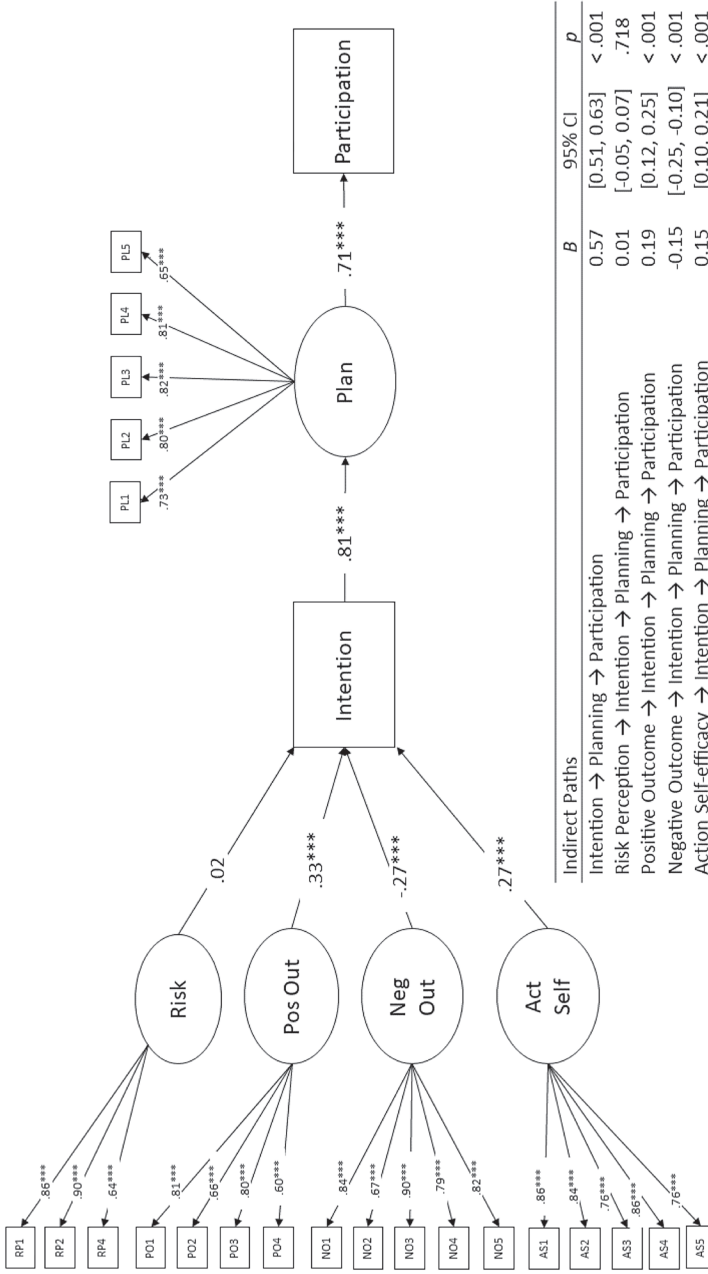 RP1
RP2
RP4
PO1
PO2
PO3
PO4
NO1
NO2
NO3
NO4
NO5
AS1
AS2
AS3
AS4
AS5
.86***
.90***
.64***
.81***
.66***
.80***
.60***
.84***
.67***
.90***
.79***
.82***
.86***
.84***
.76***
.86***
.76***
Risk
Pos Out
Neg
Out
Act
Self
.02
.33***
-.27***
.27***
Intention
.81***
PL1
PL2
PL3
PL4
PL5
.73***
.80***
.82***
.81***
.65***
Plan
.71***
Participation
Indirect Paths B 95% CI p
Intention → Planning → Participation 0.57 [0.51, 0.63] < .001
Risk Perception → Intention → Planning → Participation 0.01 [-0.05, 0.07] .718
Positive Outcome → Intention → Planning → Participation 0.19 [0.12, 0.25] < .001
Negative Outcome → Intention → Planning → Participation -0.15 [-0.25, -0.10] < .001
Action Self-efficacy → Intention → Planning → Participation 0.15 [0.10, 0.21] < .001